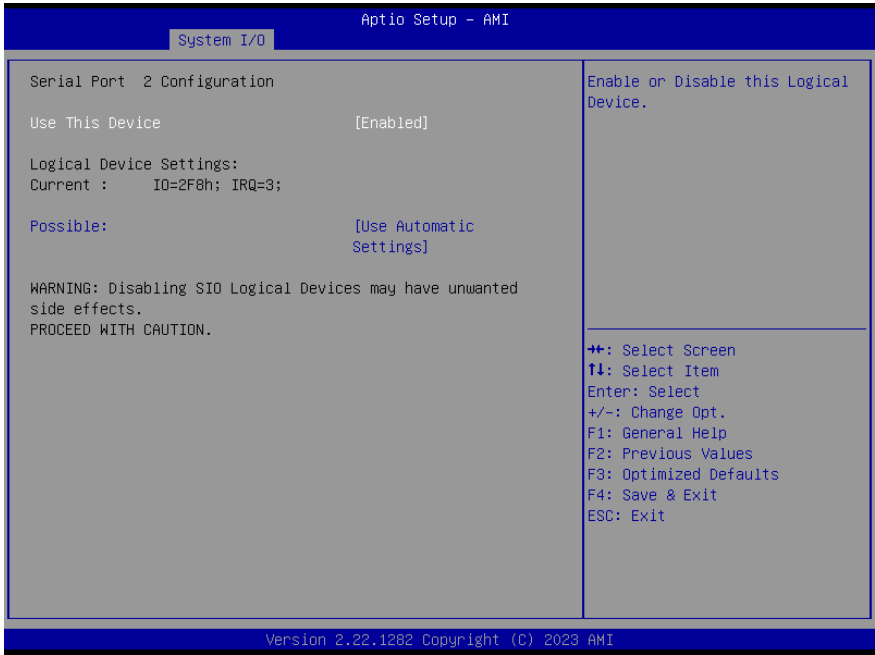 Aptio Setup – AMI
System I/O
Serial Port 2 Configuration
Use This Device [Enabled]
Logical Device Settings:
Current : IO=2F8h; IRQ=3;
Possible: [Use Automatic
Settings]
WARNING: Disabling SIO Logical Devices may have unwanted
side effects.
PROCEED WITH CAUTION.
Enable or Disable this Logical
Device.
→←: Select Screen
↑↓: Select Item
Enter: Select
+/-: Change Opt.
F1: General Help
F2: Previous Values
F3: Optimized Defaults
F4: Save & Exit
ESC: Exit
Version 2.22.1282 Copyright (C) 2023 AMI